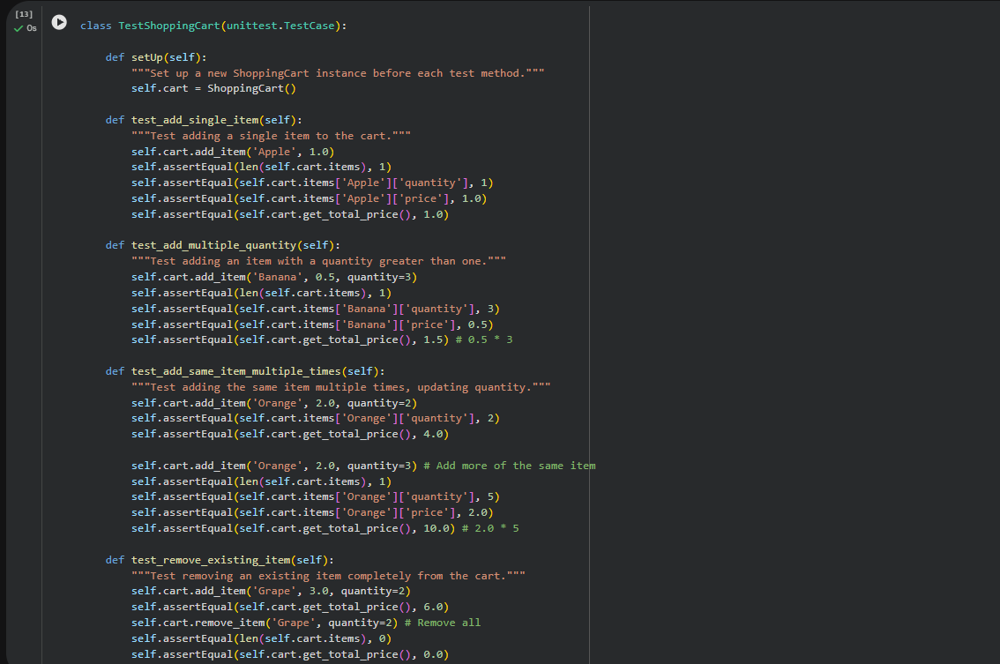 [13]
0s
class TestShoppingCart(unittest.TestCase):
def setUp(self):
"""Set up a new ShoppingCart instance before each test method."""
self.cart = ShoppingCart()
def test_add_single_item(self):
"""Test adding a single item to the cart."""
self.cart.add_item('Apple', 1.0)
self.assertEqual(len(self.cart.items), 1)
self.assertEqual(self.cart.items['Apple']['quantity'], 1)
self.assertEqual(self.cart.items['Apple']['price'], 1.0)
self.assertEqual(self.cart.get_total_price(), 1.0)
def test_add_multiple_quantity(self):
"""Test adding an item with a quantity greater than one."""
self.cart.add_item('Banana', 0.5, quantity=3)
self.assertEqual(len(self.cart.items), 1)
self.assertEqual(self.cart.items['Banana']['quantity'], 3)
self.assertEqual(self.cart.items['Banana']['price'], 0.5)
self.assertEqual(self.cart.get_total_price(), 1.5) # 0.5 * 3
def test_add_same_item_multiple_times(self):
"""Test adding the same item multiple times, updating quantity."""
self.cart.add_item('Orange', 2.0, quantity=2)
self.assertEqual(self.cart.items['Orange']['quantity'], 2)
self.assertEqual(self.cart.get_total_price(), 4.0)
self.cart.add_item('Orange', 2.0, quantity=3) # Add more of the same item
self.assertEqual(len(self.cart.items), 1)
self.assertEqual(self.cart.items['Orange']['quantity'], 5)
self.assertEqual(self.cart.items['Orange']['price'], 2.0)
self.assertEqual(self.cart.get_total_price(), 10.0) # 2.0 * 5
def test_remove_existing_item(self):
"""Test removing an existing item completely from the cart."""
self.cart.add_item('Grape', 3.0, quantity=2)
self.assertEqual(self.cart.get_total_price(), 6.0)
self.cart.remove_item('Grape', quantity=2) # Remove all
self.assertEqual(len(self.cart.items), 0)
self.assertEqual(self.cart.get_total_price(), 0.0)